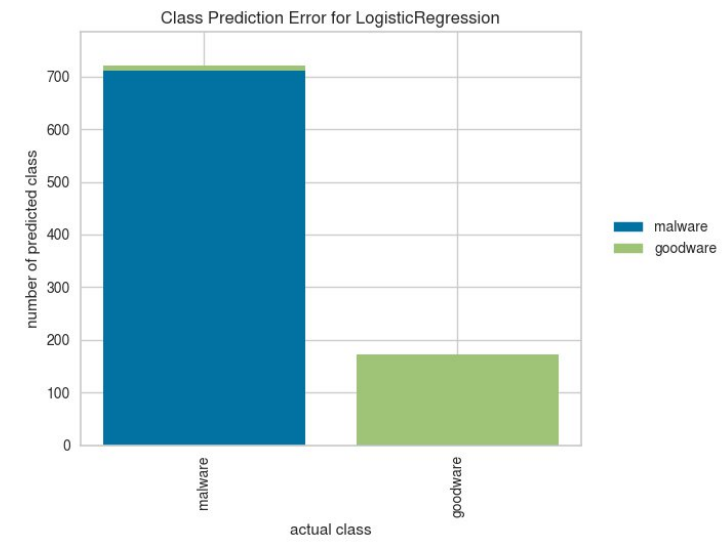 Class Prediction Error for LogisticRegression
number of predicted class
700
600
500
400
300
200
100
0
malware
goodware
actual class
malware
goodware